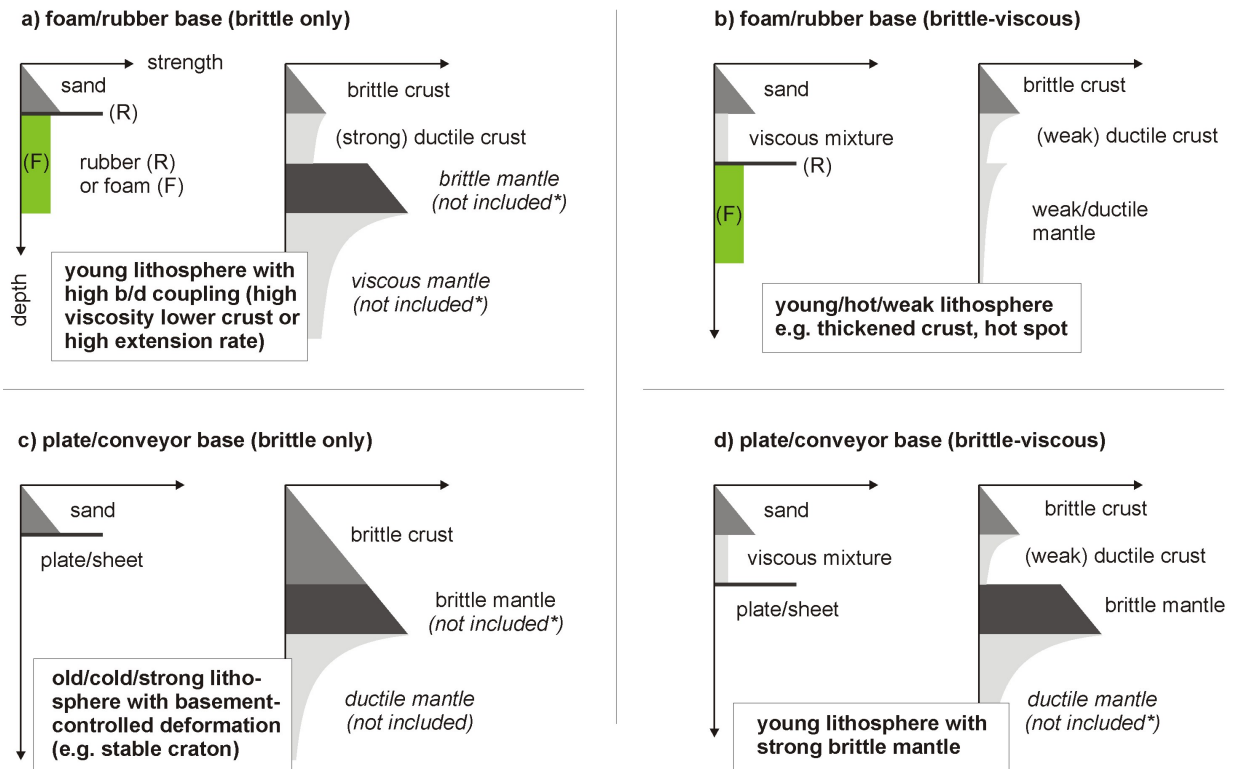 a) foam/rubber base (brittle only)
strength
sand
(R)
(F)
rubber (R)
or foam (F)
depth
brittle crust
(strong) ductile crust
brittle mantle
(not included*)
viscous mantle
(not included*)
young lithosphere with
high b/d coupling (high
viscosity lower crust or
high extension rate)
b) foam/rubber base (brittle-viscous)
sand
viscous mixture
(R)
(F)
brittle crust
(weak) ductile crust
weak/ductile
mantle
young/hot/weak lithosphere
e.g. thickened crust, hot spot
c) plate/conveyor base (brittle only)
sand
plate/sheet
brittle crust
brittle mantle
(not included*)
ductile mantle
(not included)
old/cold/strong litho-
sphere with basement-
controlled deformation
(e.g. stable craton)
d) plate/conveyor base (brittle-viscous)
sand
viscous mixture
plate/sheet
brittle crust
(weak) ductile crust
brittle mantle
ductile mantle
(not included*)
young lithosphere with
strong brittle mantle